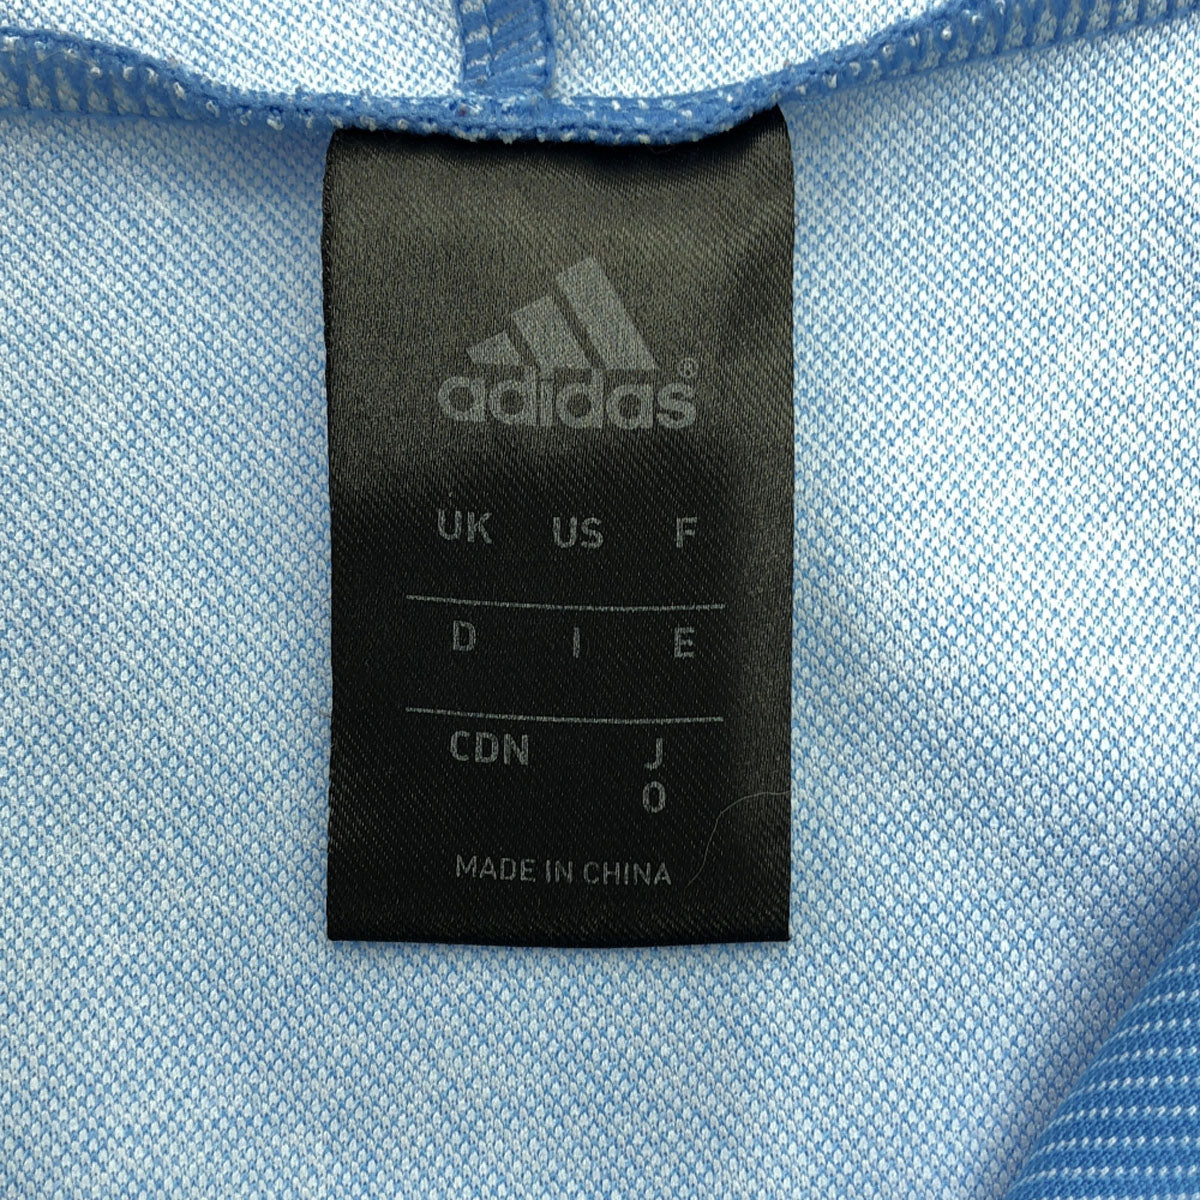 adidas®
UK US F
D I E
CDN J
O
MADE IN CHINA